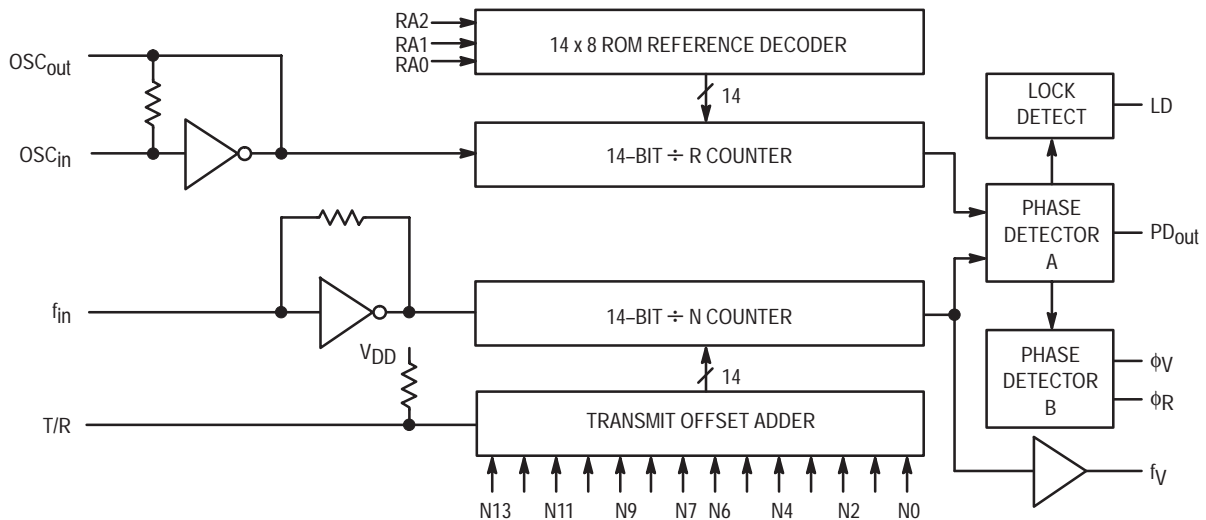 RA2
RA1
RA0
14 x 8 ROM REFERENCE DECODER
OSCout
14
LOCK
DETECT
LD
OSCin
14–BIT ÷ R COUNTER
PHASE
DETECTOR
A
PDout
fin
14–BIT ÷ N COUNTER
VDD
14
PHASE
DETECTOR
B
ϕV
ϕR
T/R
TRANSMIT OFFSET ADDER
fV
N13 N11 N9 N7 N6 N4 N2 N0